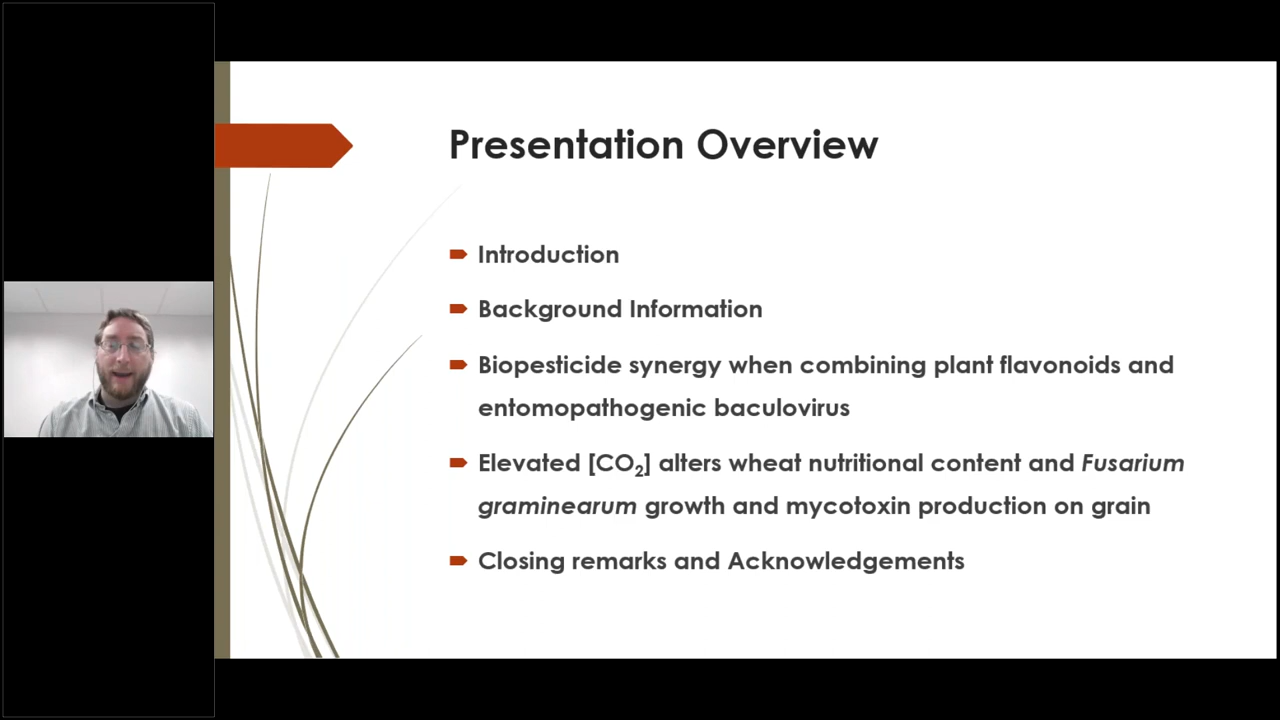 Presentation Overview
Introduction
Background Information
Biopesticide synergy when combining plant flavonoids and
entomopathogenic baculovirus
Elevated [CO₂] alters wheat nutritional content and Fusarium
graminearum growth and mycotoxin production on grain
Closing remarks and Acknowledgements